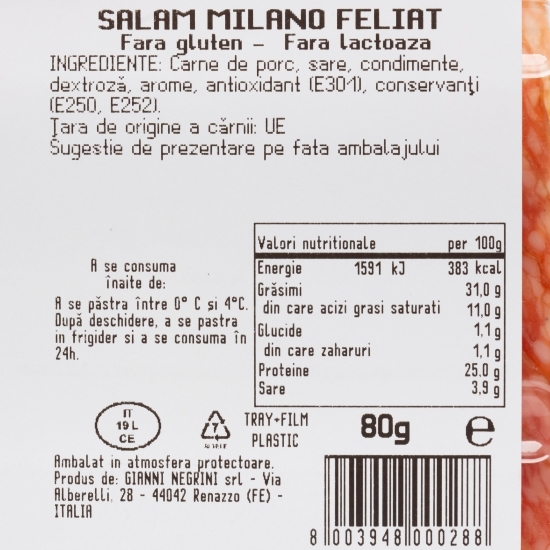 SALAM MILANO FELIAT
Fara gluten - Fara lactoaza
INGREDIENTE: Carne de porc, sare, condimente,
dextroză, arome, antioxidant (E301), conservanţi
(E250, E252).
Ţara de origine a cărnii: UE
Sugestie de prezentare pe fata ambalajului
A se consuma
înaite de:
A se păstra între 0° C şi 4°C.
După deschidere, a se pastra
in frigider si a se consuma în
24h.
Valori nutritionale per 100g
Energie 1591 kJ 383 kcal
Grăsimi 31,0 g
din care acizi grasi saturati 11,0 g
Glucide 1,1 g
din care zaharuri 1,1 g
Proteine 25.0 g
Sare 3.9 g
IT
19 L
CE
7
TRAY+FILM
PLASTIC
80g e
Ambalat in atmosfera protectoare.
Produs de: GIANNI NEGRINI srl - Via
Alberelli, 28 - 44042 Renazzo (FE) -
ITALIA
8 003948 000288